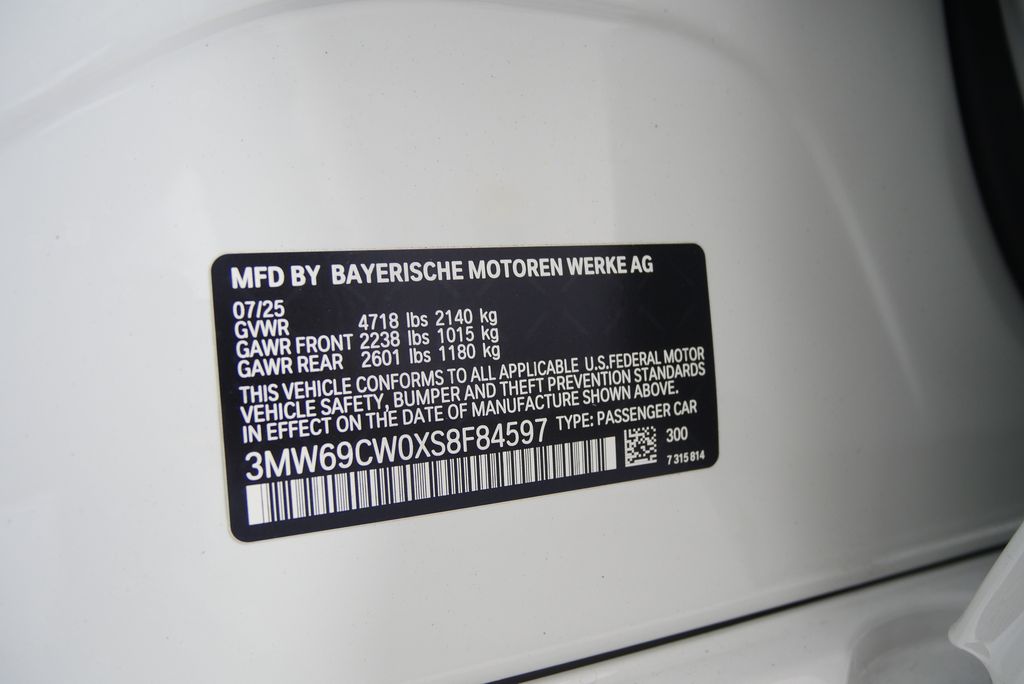 MFD BY BAYERISCHE MOTOREN WERKE AG
07/25
GVWR 4718 lbs 2140 kg
GAWR FRONT 2238 lbs 1015 kg
GAWR REAR 2601 lbs 1180 kg
THIS VEHICLE CONFORMS TO ALL APPLICABLE U.S.FEDERAL MOTOR
VEHICLE SAFETY, BUMPER AND THEFT PREVENTION STANDARDS
IN EFFECT ON THE DATE OF MANUFACTURE SHOWN ABOVE.
3MW69CW0XS8F84597 TYPE: PASSENGER CAR
300
7 315 814